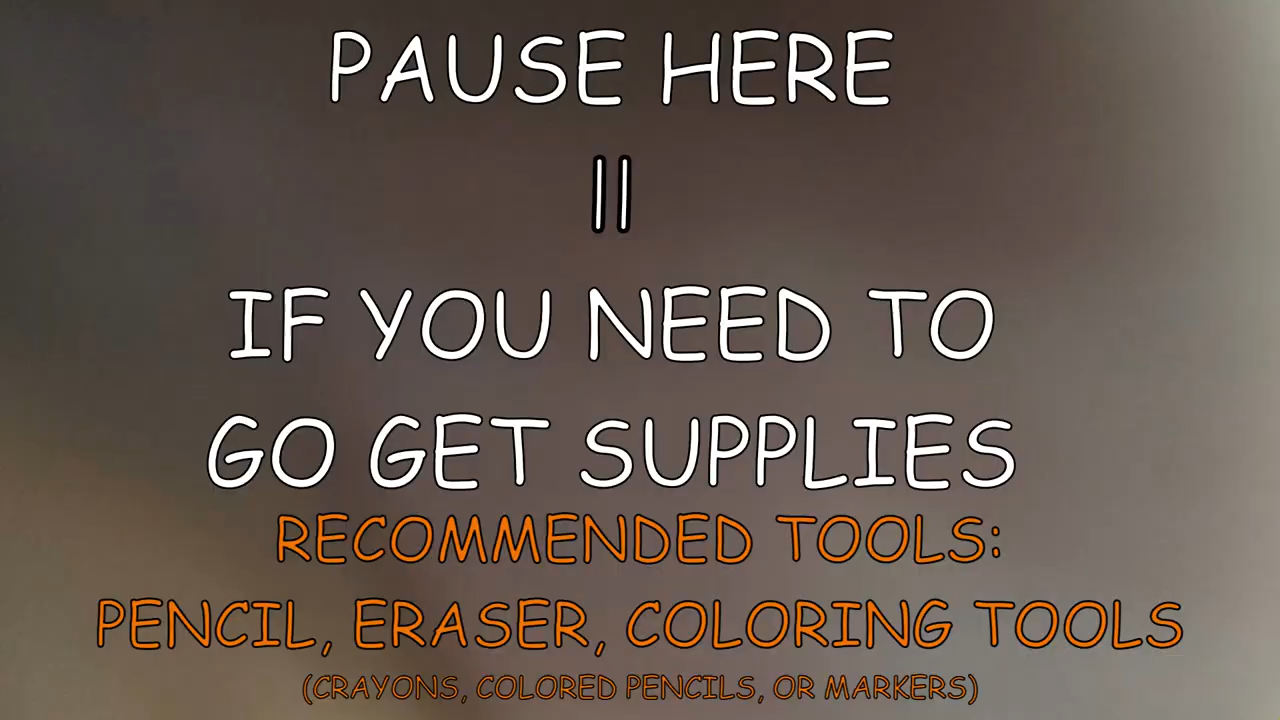 PAUSE HERE
||
IF YOU NEED TO
GO GET SUPPLIES
RECOMMENDED TOOLS:
PENCIL, ERASER, COLORING TOOLS
(CRAYONS, COLORED PENCILS, OR MARKERS)